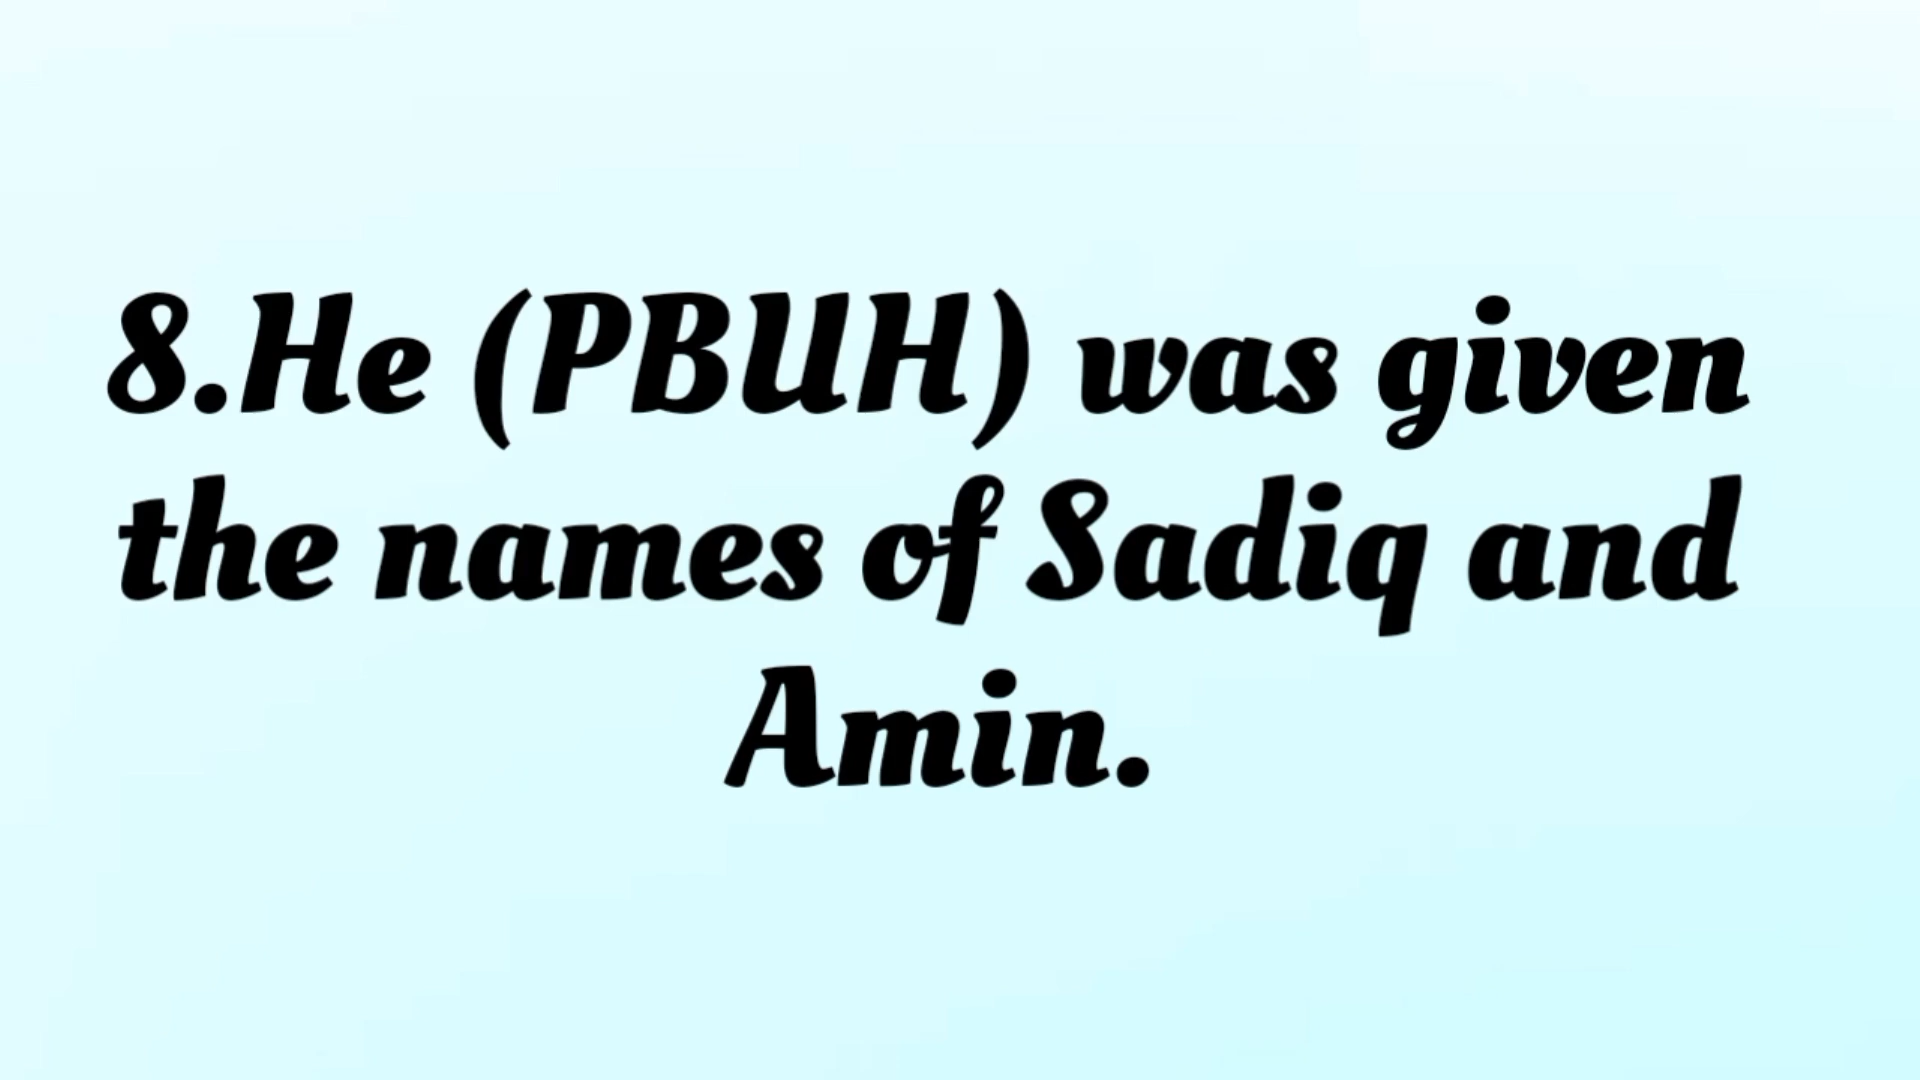 8.He (PBUH) was given
the names of Sadiq and
Amin.